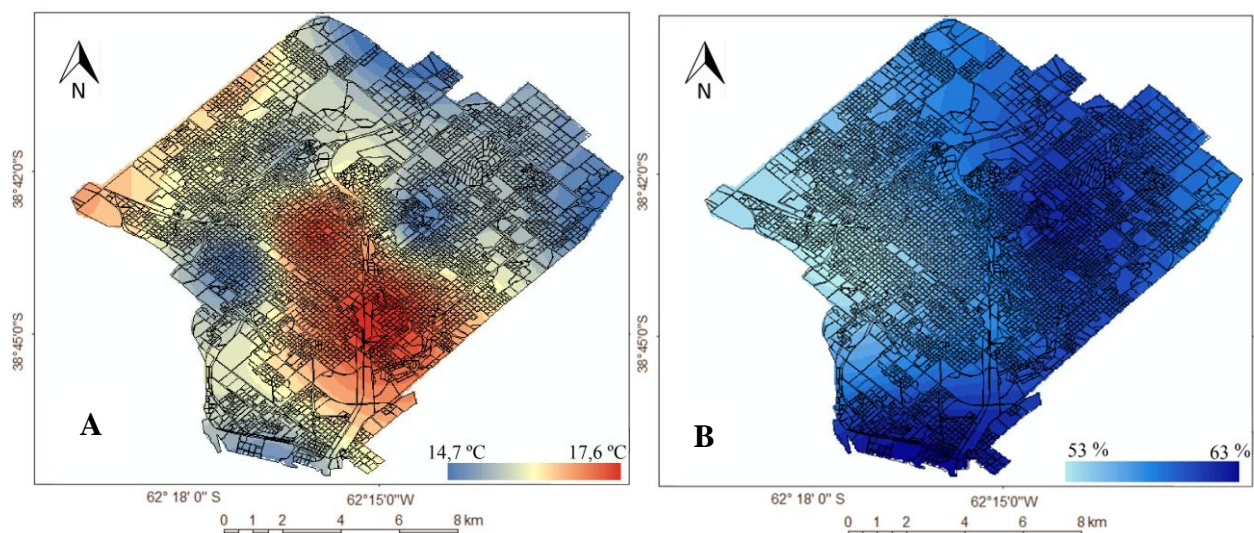 N
38°42'0"S
38°45'0"S
A
14,7 ºC
17,6 ºC
62° 18' 0" S
62°15'0"W
0 1 2 4 6 8 km
N
38°42'0"S
38°45'0"S
B
53 %
63 %
62° 18' 0" S
62°15'0"W
0 1 2 4 6 8 km